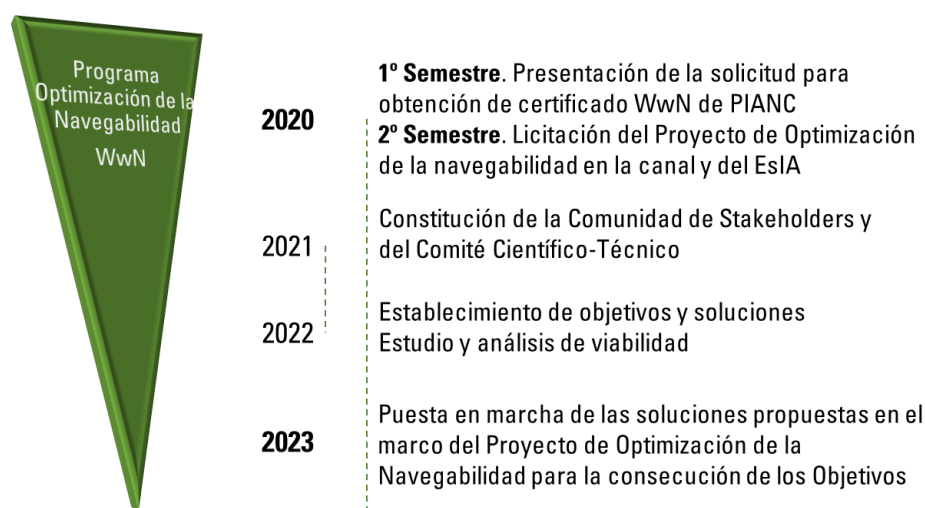 Programa
Optimización de la
Navegabilidad
WwN
2020
1º Semestre. Presentación de la solicitud para
obtención de certificado WwN de PIANC
2º Semestre. Licitación del Proyecto de Optimización
de la navegabilidad en la canal y del EsIA
2021
Constitución de la Comunidad de Stakeholders y
del Comité Científico-Técnico
2022
Establecimiento de objetivos y soluciones
Estudio y análisis de viabilidad
2023
Puesta en marcha de las soluciones propuestas en el
marco del Proyecto de Optimización de la
Navegabilidad para la consecución de los Objetivos